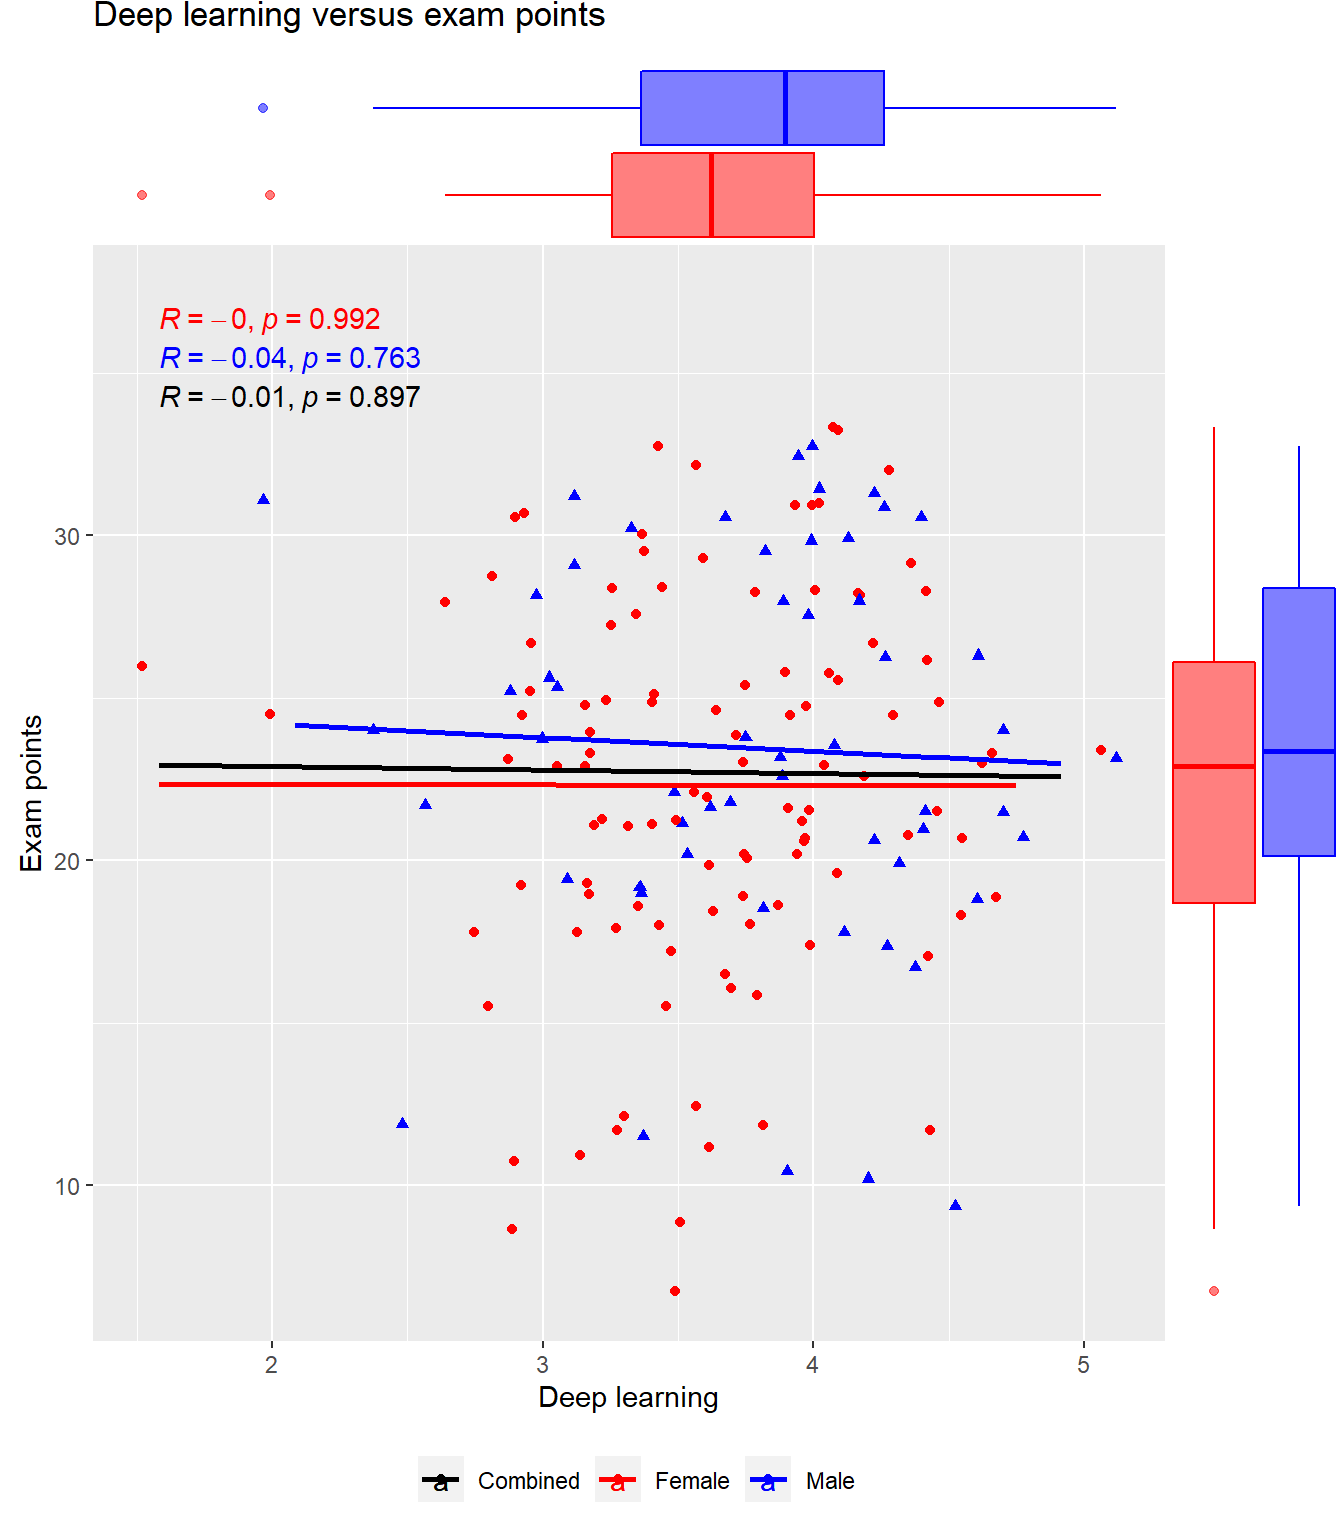 Deep learning versus exam points
R = −0, p = 0.992
R = −0.04, p = 0.763
R = −0.01, p = 0.897
30
20
10
Exam points
2 3 4 5
Deep learning
a Combined a Female a Male